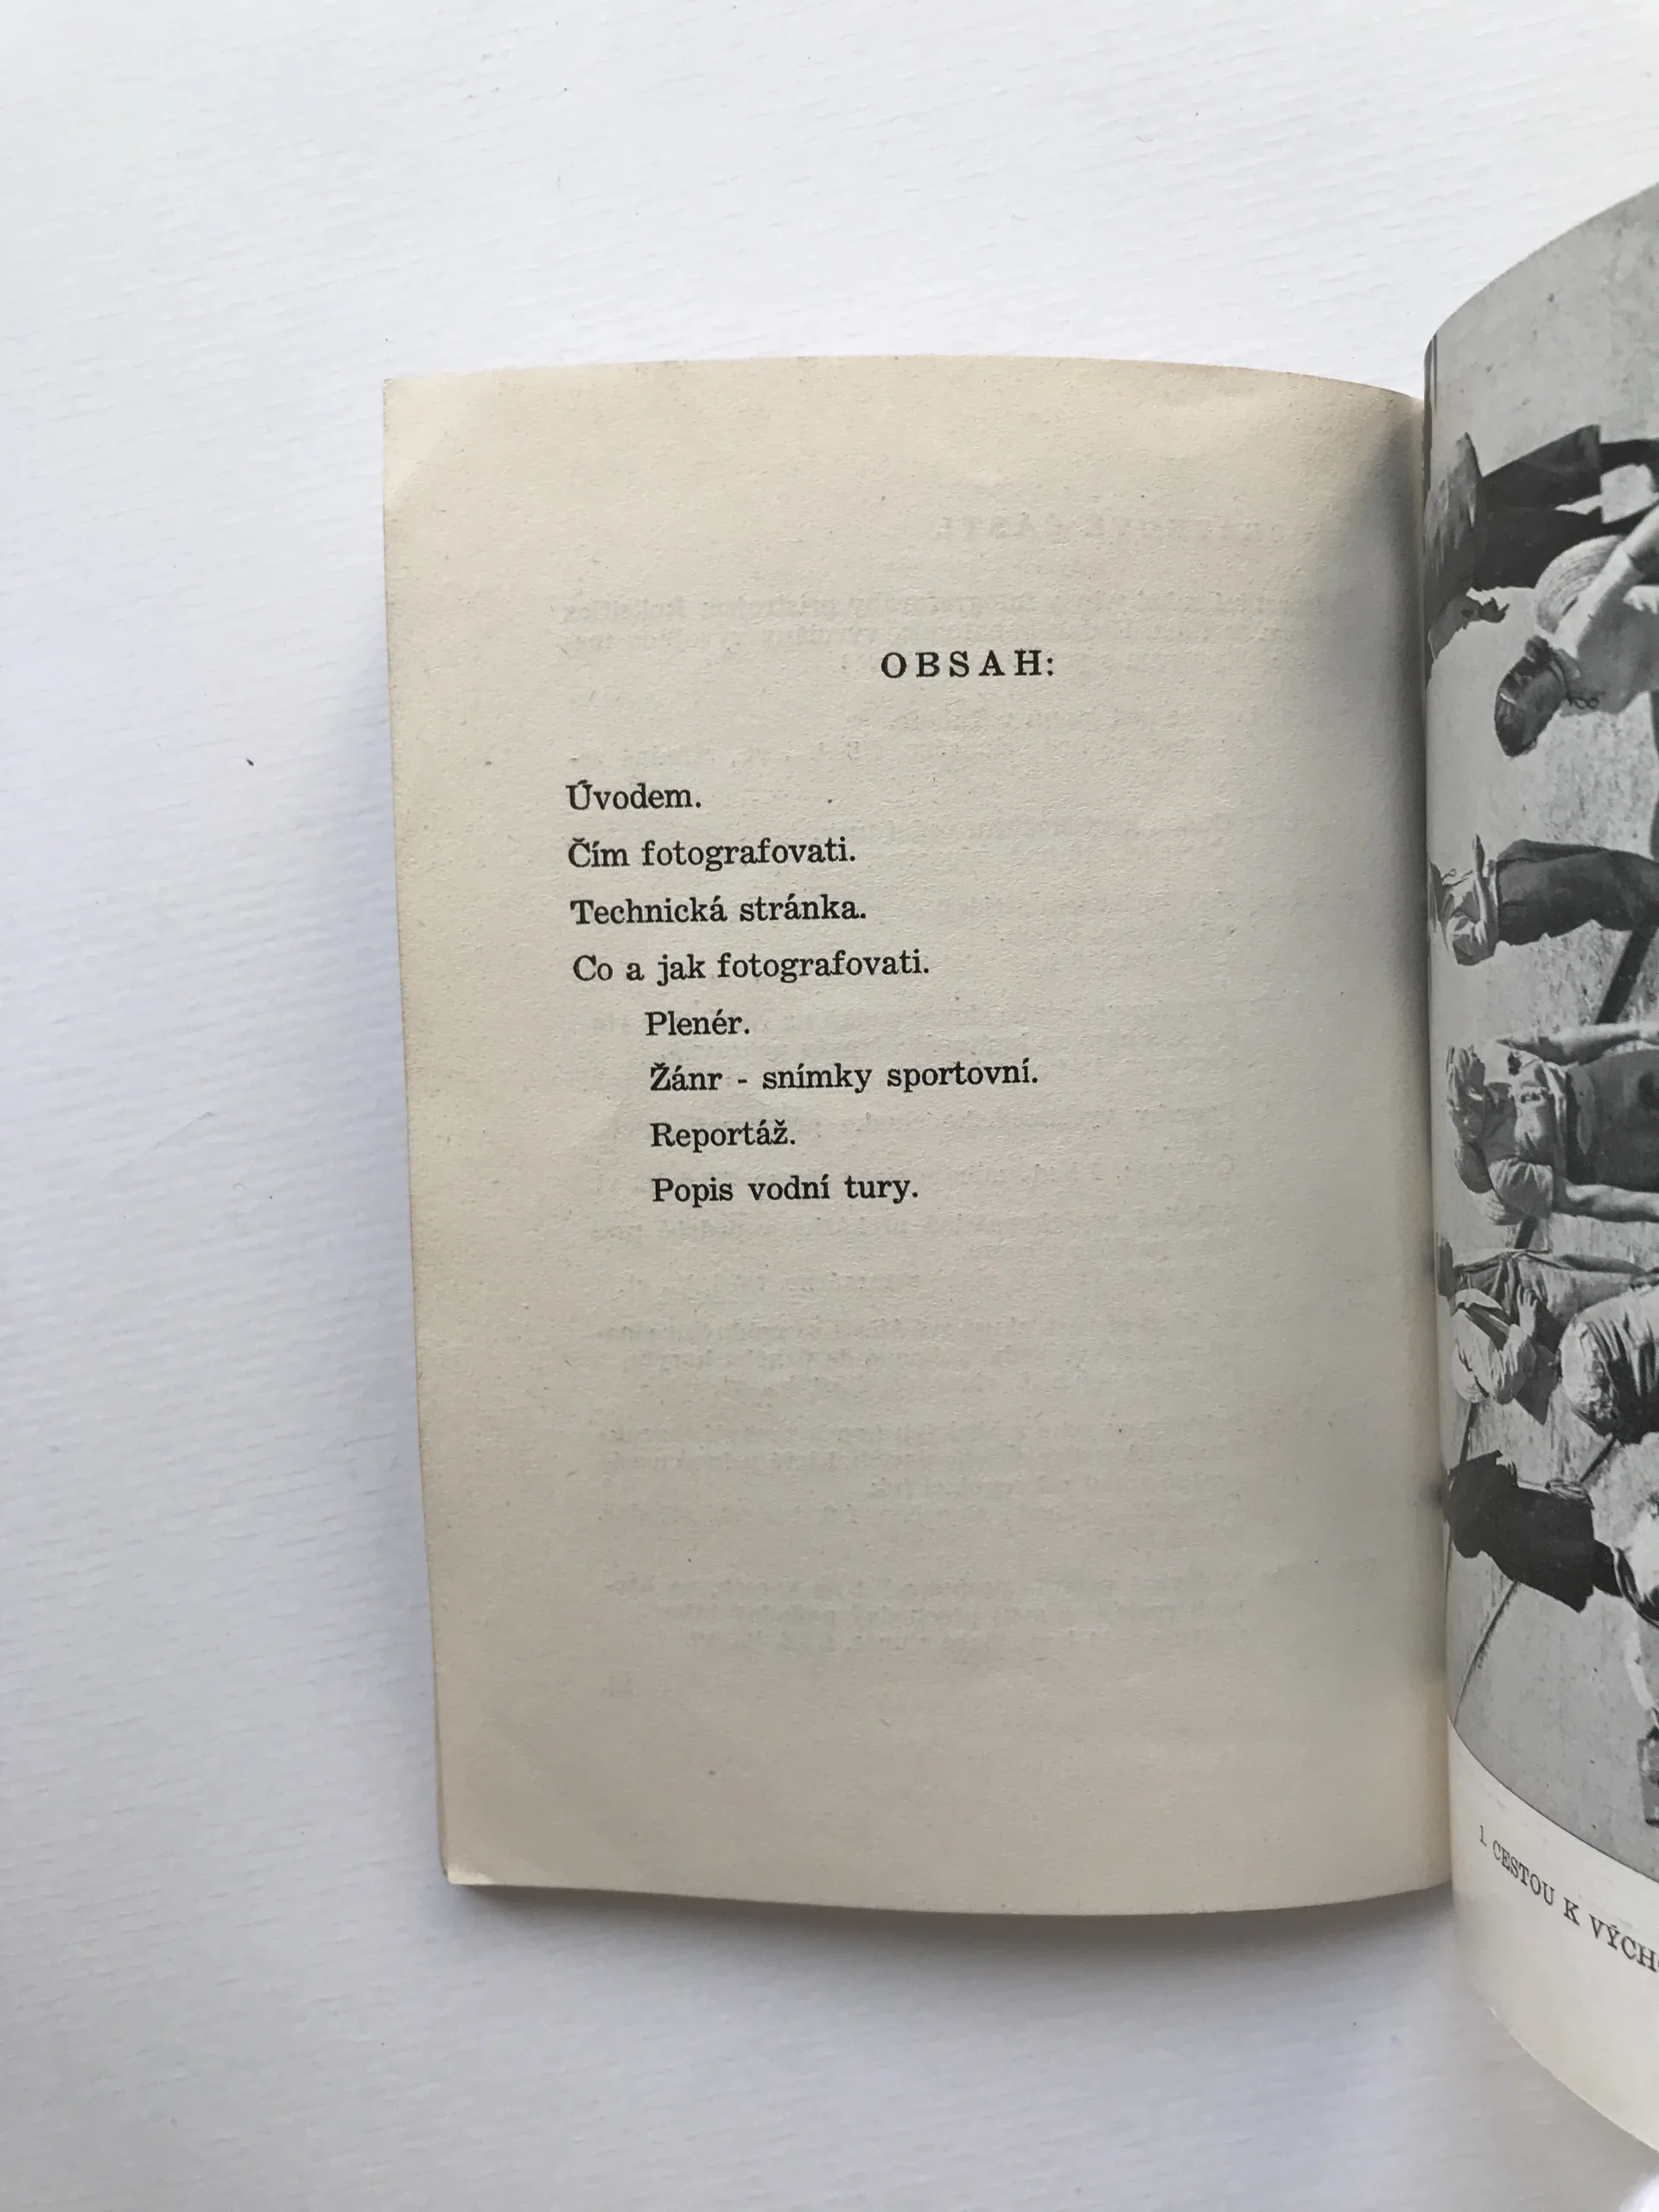 OBSAH:
Úvodem.
Čím fotografovati.
Technická stránka.
Co a jak fotografovati.
Plenér.
Žánr - snímky sportovní.
Reportáž.
Popis vodní tury.
1. CESTOU K